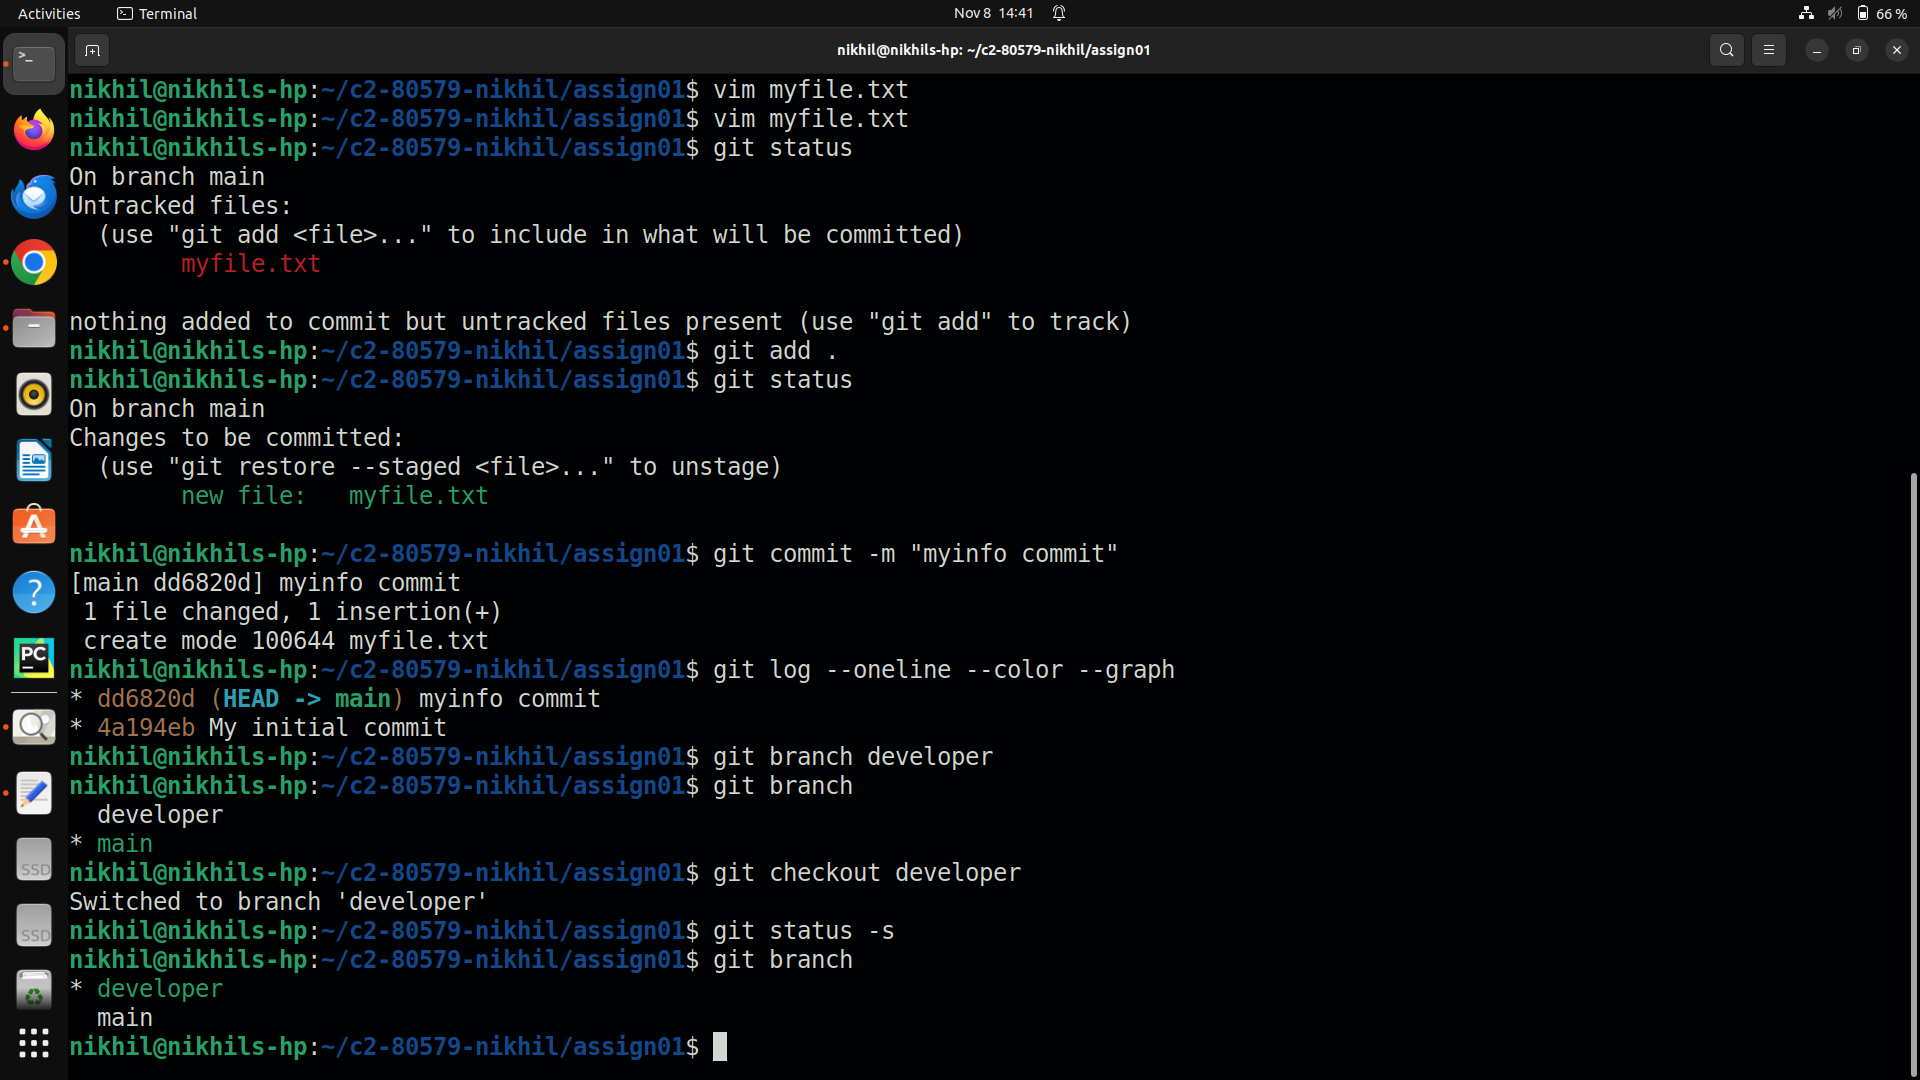 Activities
Terminal
Nov 8 14:41
66 %
nikhil@nikhils-hp: ~/c2-80579-nikhil/assign01
nikhil@nikhils-hp:~/c2-80579-nikhil/assign01$ vim myfile.txt
nikhil@nikhils-hp:~/c2-80579-nikhil/assign01$ vim myfile.txt
nikhil@nikhils-hp:~/c2-80579-nikhil/assign01$ git status
On branch main
Untracked files:
  (use "git add <file>..." to include in what will be committed)
        myfile.txt

nothing added to commit but untracked files present (use "git add" to track)
nikhil@nikhils-hp:~/c2-80579-nikhil/assign01$ git add .
nikhil@nikhils-hp:~/c2-80579-nikhil/assign01$ git status
On branch main
Changes to be committed:
  (use "git restore --staged <file>..." to unstage)
        new file:   myfile.txt

nikhil@nikhils-hp:~/c2-80579-nikhil/assign01$ git commit -m "myinfo commit"
[main dd6820d] myinfo commit
 1 file changed, 1 insertion(+)
 create mode 100644 myfile.txt
nikhil@nikhils-hp:~/c2-80579-nikhil/assign01$ git log --oneline --color --graph
* dd6820d (HEAD -> main) myinfo commit
* 4a194eb My initial commit
nikhil@nikhils-hp:~/c2-80579-nikhil/assign01$ git branch developer
nikhil@nikhils-hp:~/c2-80579-nikhil/assign01$ git branch
  developer
* main
nikhil@nikhils-hp:~/c2-80579-nikhil/assign01$ git checkout developer
Switched to branch 'developer'
nikhil@nikhils-hp:~/c2-80579-nikhil/assign01$ git status -s
nikhil@nikhils-hp:~/c2-80579-nikhil/assign01$ git branch
* developer
  main
nikhil@nikhils-hp:~/c2-80579-nikhil/assign01$
>_
?
PC
SSD
SSD